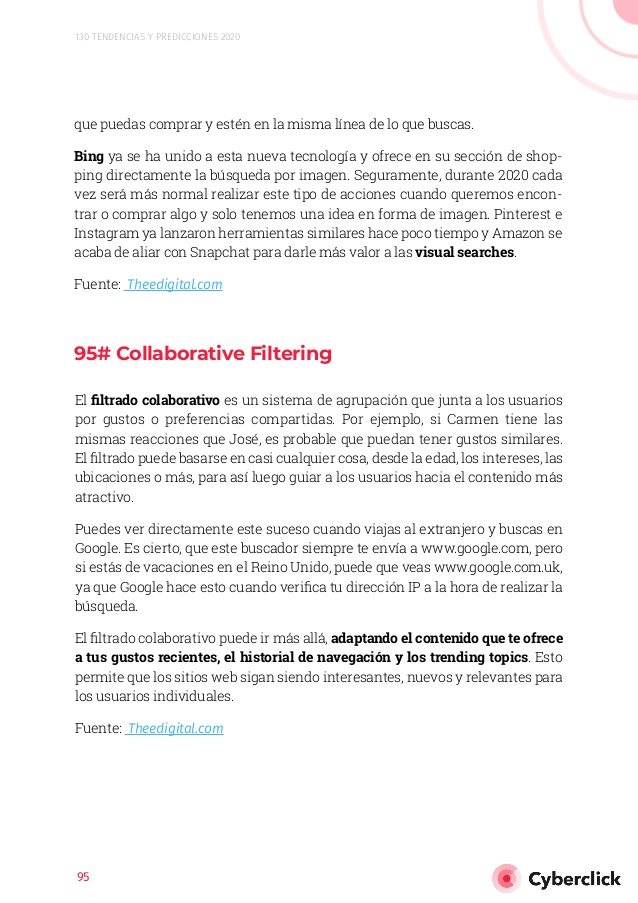 130 TENDENCIAS Y PREDICCIONES 2020
que puedas comprar y estén en la misma línea de lo que buscas.
Bing ya se ha unido a esta nueva tecnología y ofrece en su sección de shop-
ping directamente la búsqueda por imagen. Seguramente, durante 2020 cada
vez será más normal realizar este tipo de acciones cuando queremos encon-
trar o comprar algo y solo tenemos una idea en forma de imagen. Pinterest e
Instagram ya lanzaron herramientas similares hace poco tiempo y Amazon se
acaba de aliar con Snapchat para darle más valor a las visual searches.
Fuente: Theedigital.com
95# Collaborative Filtering
El filtrado colaborativo es un sistema de agrupación que junta a los usuarios
por gustos o preferencias compartidas. Por ejemplo, si Carmen tiene las
mismas reacciones que José, es probable que puedan tener gustos similares.
El filtrado puede basarse en casi cualquier cosa, desde la edad, los intereses, las
ubicaciones o más, para así luego guiar a los usuarios hacia el contenido más
atractivo.
Puedes ver directamente este suceso cuando viajas al extranjero y buscas en
Google. Es cierto, que este buscador siempre te envía a www.google.com, pero
si estás de vacaciones en el Reino Unido, puede que veas www.google.com.uk,
ya que Google hace esto cuando verifica tu dirección IP a la hora de realizar la
búsqueda.
El filtrado colaborativo puede ir más allá, adaptando el contenido que te ofrece
a tus gustos recientes, el historial de navegación y los trending topics. Esto
permite que los sitios web sigan siendo interesantes, nuevos y relevantes para
los usuarios individuales.
Fuente: Theedigital.com
95
Cyberclick